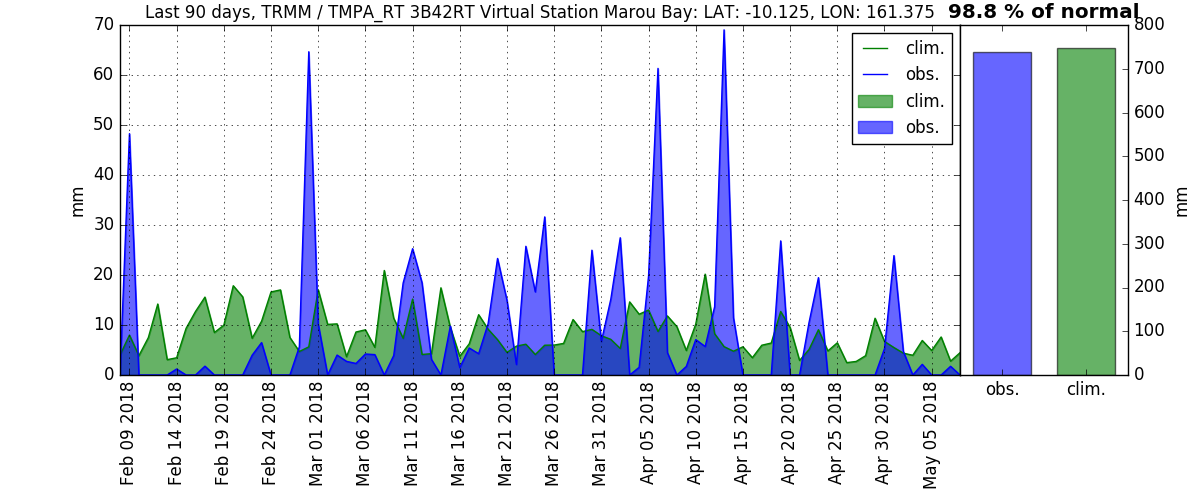 Last 90 days, TRMM / TMPA_RT 3B42RT Virtual Station Marou Bay: LAT: -10.125, LON: 161.375 98.8 % of normal
70
60
50
40
30
20
10
0
mm
clim.
obs.
clim.
obs.
800
700
600
500
400
300
200
100
0
mm
obs. clim.
Feb 09 2018
Feb 14 2018
Feb 19 2018
Feb 24 2018
Mar 01 2018
Mar 06 2018
Mar 11 2018
Mar 16 2018
Mar 21 2018
Mar 26 2018
Mar 31 2018
Apr 05 2018
Apr 10 2018
Apr 15 2018
Apr 20 2018
Apr 25 2018
Apr 30 2018
May 05 2018